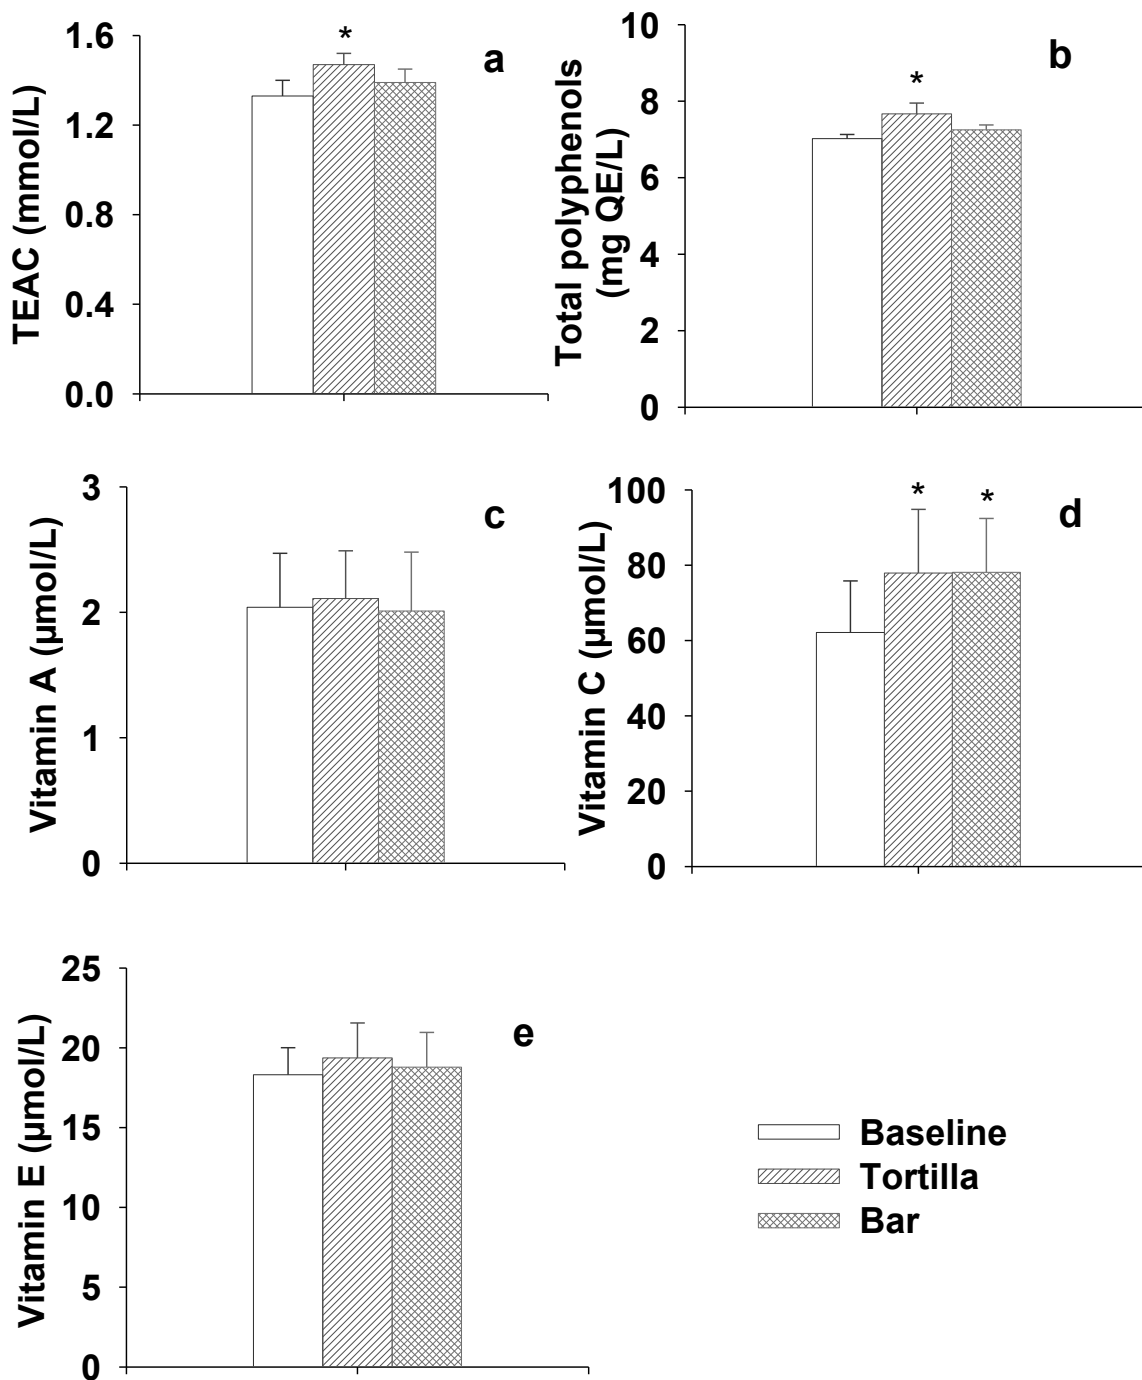 TEAC (mmol/L)
1.6
1.2
0.8
0.4
0.0
*
a
Total polyphenols
(mg QE/L)
10
8
6
4
2
0
*
b
Vitamin A (µmol/L)
3
2
1
0
c
Vitamin C (µmol/L)
100
80
60
40
20
0
* *
d
Vitamin E (µmol/L)
25
20
15
10
5
0
e
Baseline
Tortilla
Bar